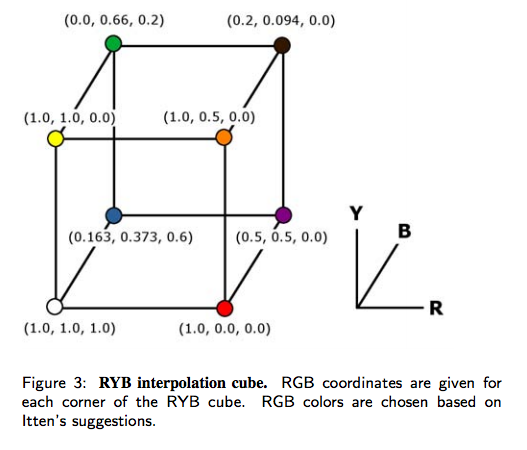 (0.0, 0.66, 0.2) (0.2, 0.094, 0.0)
(1.0, 1.0, 0.0) (1.0, 0.5, 0.0)
Y
B
(0.163, 0.373, 0.6) (0.5, 0.5, 0.0)
R
(1.0, 1.0, 1.0) (1.0, 0.0, 0.0)
Figure 3: RYB interpolation cube. RGB coordinates are given for
each corner of the RYB cube. RGB colors are chosen based on
Itten's suggestions.